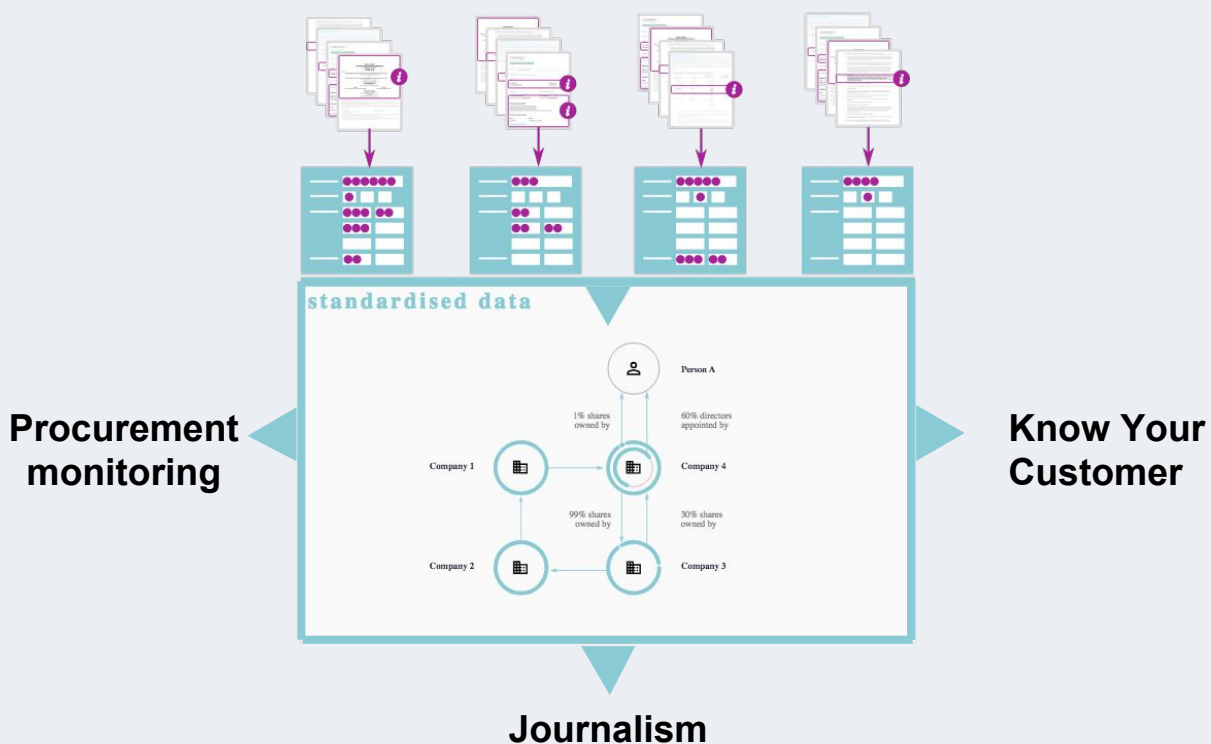 standardised data
Person A
1% shares
owned by
60% directors
appointed by
Company 1
Company 4
99% shares
owned by
30% shares
owned by
Company 2
Company 3
Procurement
monitoring
Know Your
Customer
Journalism